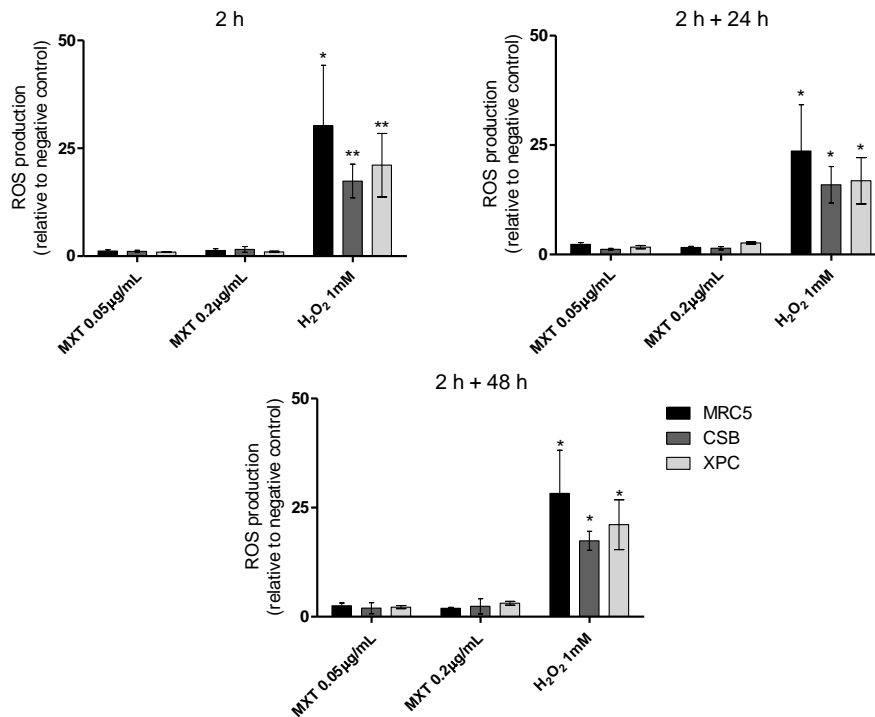 2 h
ROS production
(relative to negative control)
50
25
0
*
**
**
MXT 0.05µg/mL
MXT 0.2µg/mL
H₂O₂ 1mM
2 h + 24 h
ROS production
(relative to negative control)
50
25
0
*
*
*
MXT 0.05µg/mL
MXT 0.2µg/mL
H₂O₂ 1mM
2 h + 48 h
ROS production
(relative to negative control)
50
25
0
*
*
*
MXT 0.05µg/mL
MXT 0.2µg/mL
H₂O₂ 1mM
MRC5
CSB
XPC